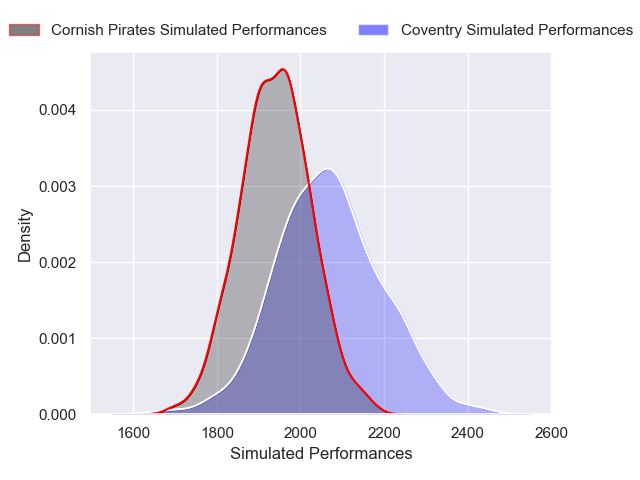 Cornish Pirates Simulated Performances
Coventry Simulated Performances
0.004
0.003
0.002
0.001
0.000
Density
1600
1800
2000
2200
2400
2600
Simulated Performances